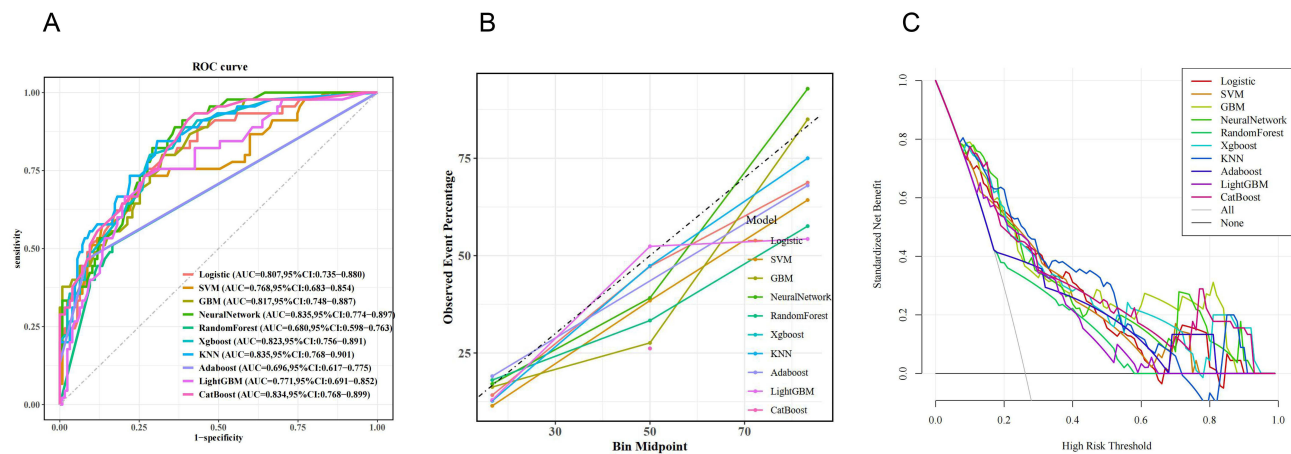 A
ROC curve
1.00
0.75
0.50
0.25
0.00
sensitivity
Logistic (AUC=0.807,95%CI:0.735−0.880)
SVM (AUC=0.768,95%CI:0.683−0.854)
GBM (AUC=0.817,95%CI:0.748−0.887)
NeuralNetwork (AUC=0.835,95%CI:0.774−0.897)
RandomForest (AUC=0.680,95%CI:0.598−0.763)
Xgboost (AUC=0.823,95%CI:0.756−0.891)
KNN (AUC=0.835,95%CI:0.768−0.901)
Adaboost (AUC=0.696,95%CI:0.617−0.775)
LightGBM (AUC=0.771,95%CI:0.691−0.852)
CatBoost (AUC=0.834,95%CI:0.768−0.899)
0.00 0.25 0.50 0.75 1.00
1−specificity
B
75
50
25
Observed Event Percentage
Model
Logistic
SVM
GBM
NeuralNetwork
RandomForest
Xgboost
KNN
Adaboost
LightGBM
CatBoost
30 50 70
Bin Midpoint
C
1.0
0.8
0.6
0.4
0.2
0.0
Standardized Net Benefit
Logistic
SVM
GBM
NeuralNetwork
RandomForest
Xgboost
KNN
Adaboost
LightGBM
CatBoost
All
None
0.0 0.2 0.4 0.6 0.8 1.0
High Risk Threshold